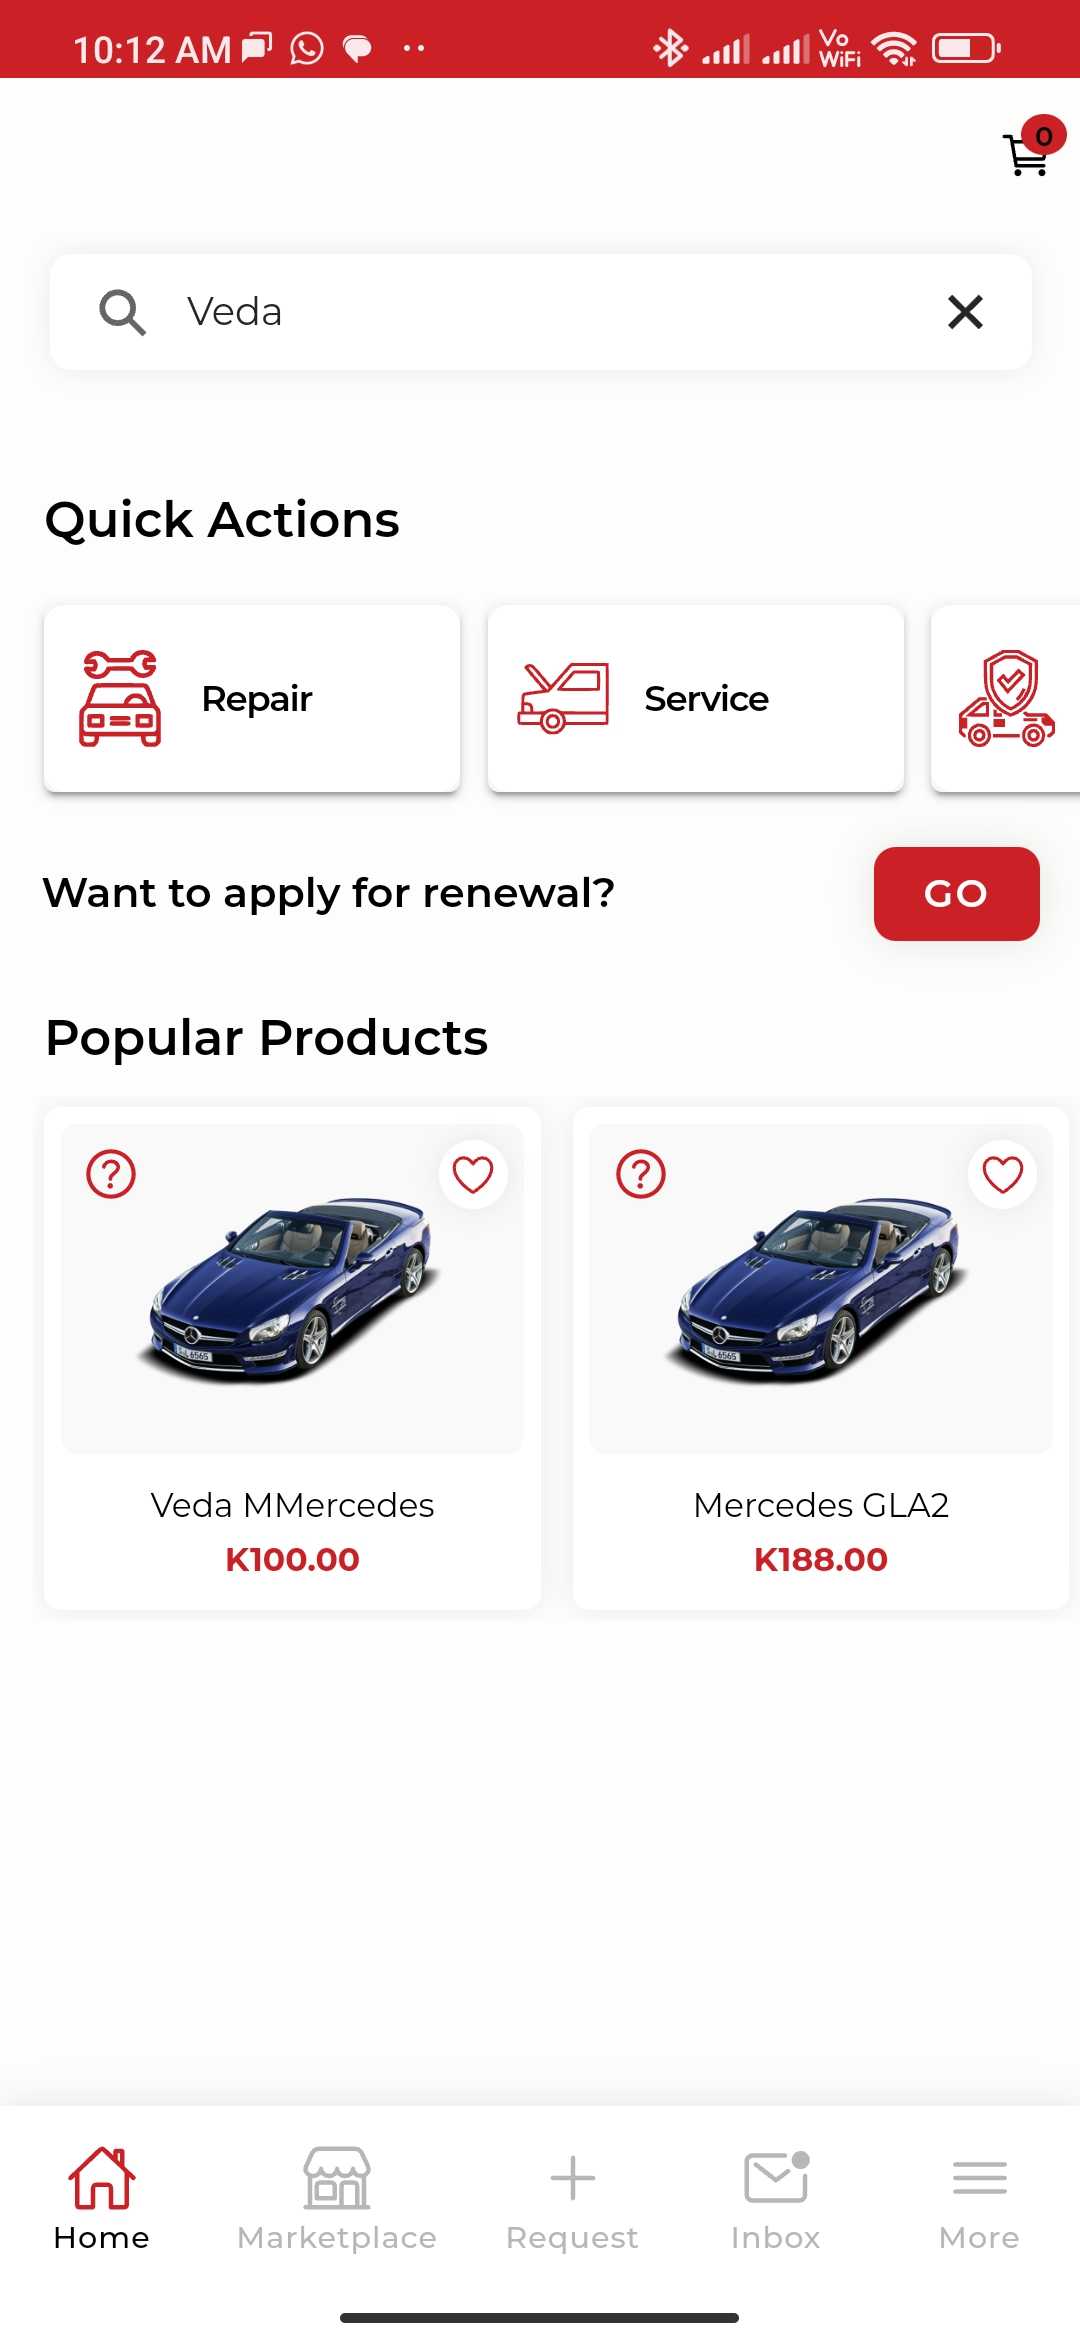 10:12 AM
Vo
WiFi
0
Veda
Quick Actions
Repair
Service
Want to apply for renewal?
GO
Popular Products
Veda MMercedes
K100.00
Mercedes GLA2
K188.00
Home
Marketplace
Request
Inbox
More